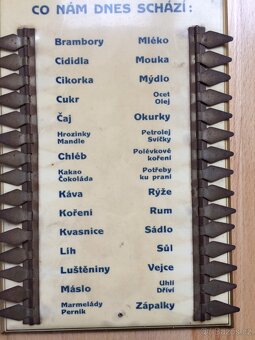 CO NÁM DNES SCHÁZÍ:
Brambory
Cididla
Cikorka
Cukr
Čaj
Hrozinky
Mandle
Chléb
Kakao
Čokoláda
Káva
Koření
Kvasnice
Líh
Luštěniny
Máslo
Marmelády
Perník
Mléko
Mouka
Mýdlo
Ocet
Olej
Okurky
Petrolej
Svíčky
Polévkové
koření
Potřeby
ku praní
Rýže
Rum
Sádlo
Sůl
Vejce
Uhlí
Dříví
Zápalky